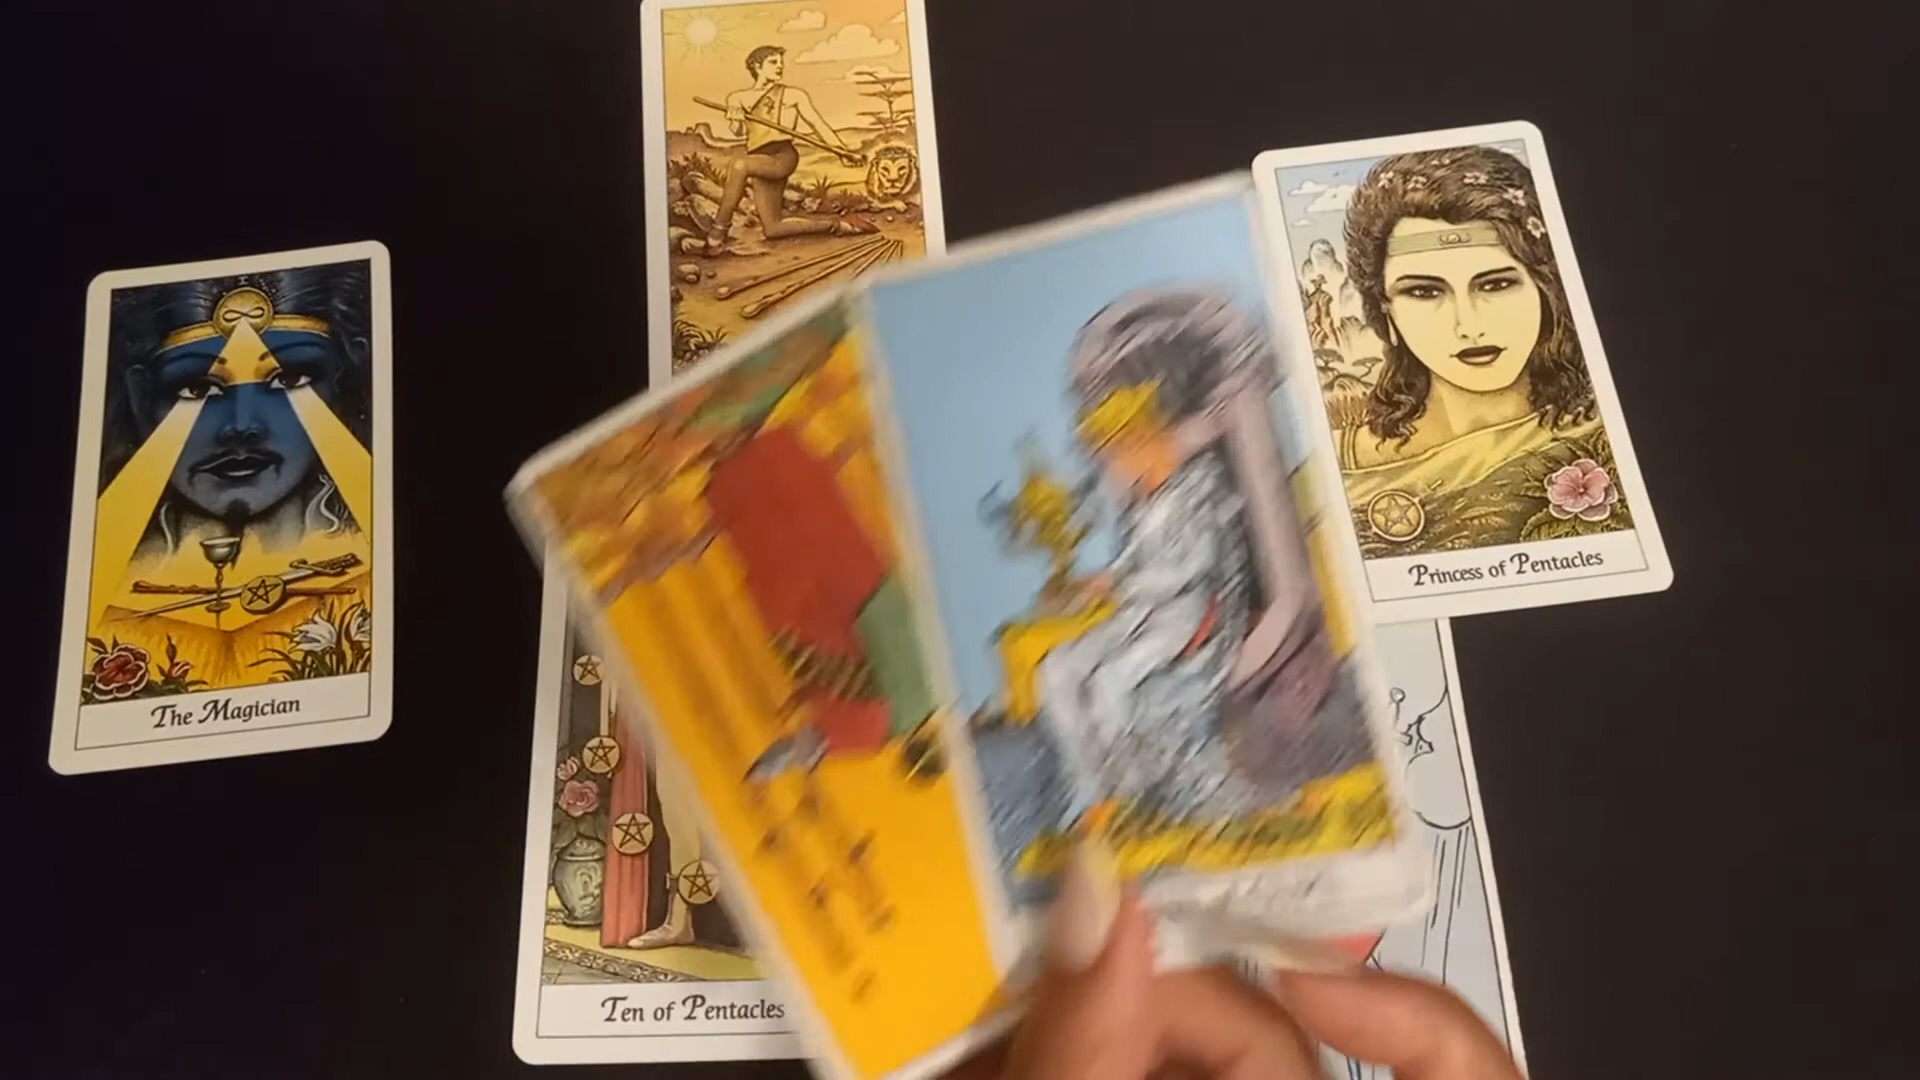 The Magician
Princess of Pentacles
Ten of Pentacles